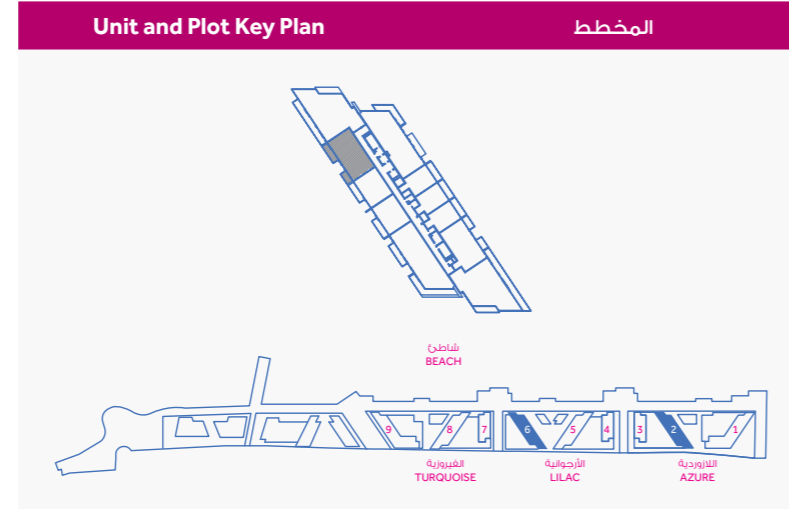 Unit and Plot Key Plan
المخطط
شاطئ
BEACH
9 8 7 6 5 4 3 2 1
الفيروزية
TURQUOISE
الأرجوانية
LILAC
اللازوردية
AZURE